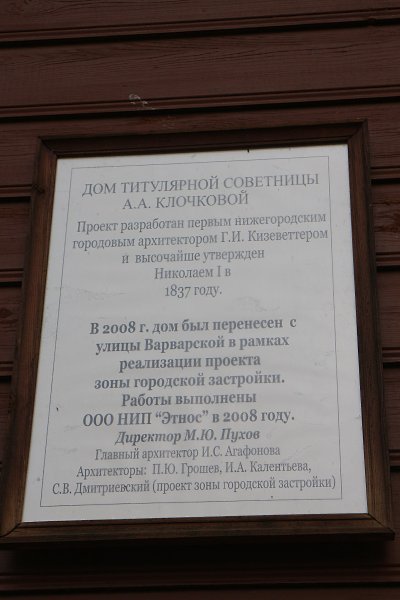 ДОМ ТИТУЛЯРНОЙ СОВЕТНИЦЫ
А.А. КЛОЧКОВОЙ
Проект разработан первым нижегородским
городовым архитектором Г.И. Кизеветтером
и высочайше утвержден
Николаем I в
1837 году.
В 2008 г. дом был перенесен с
улицы Варварской в рамках
реализации проекта
зоны городской застройки.
Работы выполнены
ООО НИП “Этнос” в 2008 году.
Директор М.Ю. Пухов
Главный архитектор И.С. Агафонова
Архитекторы: П.Ю. Грошев, И.А. Калентьева,
С.В. Дмитриевский (проект зоны городской застройки)